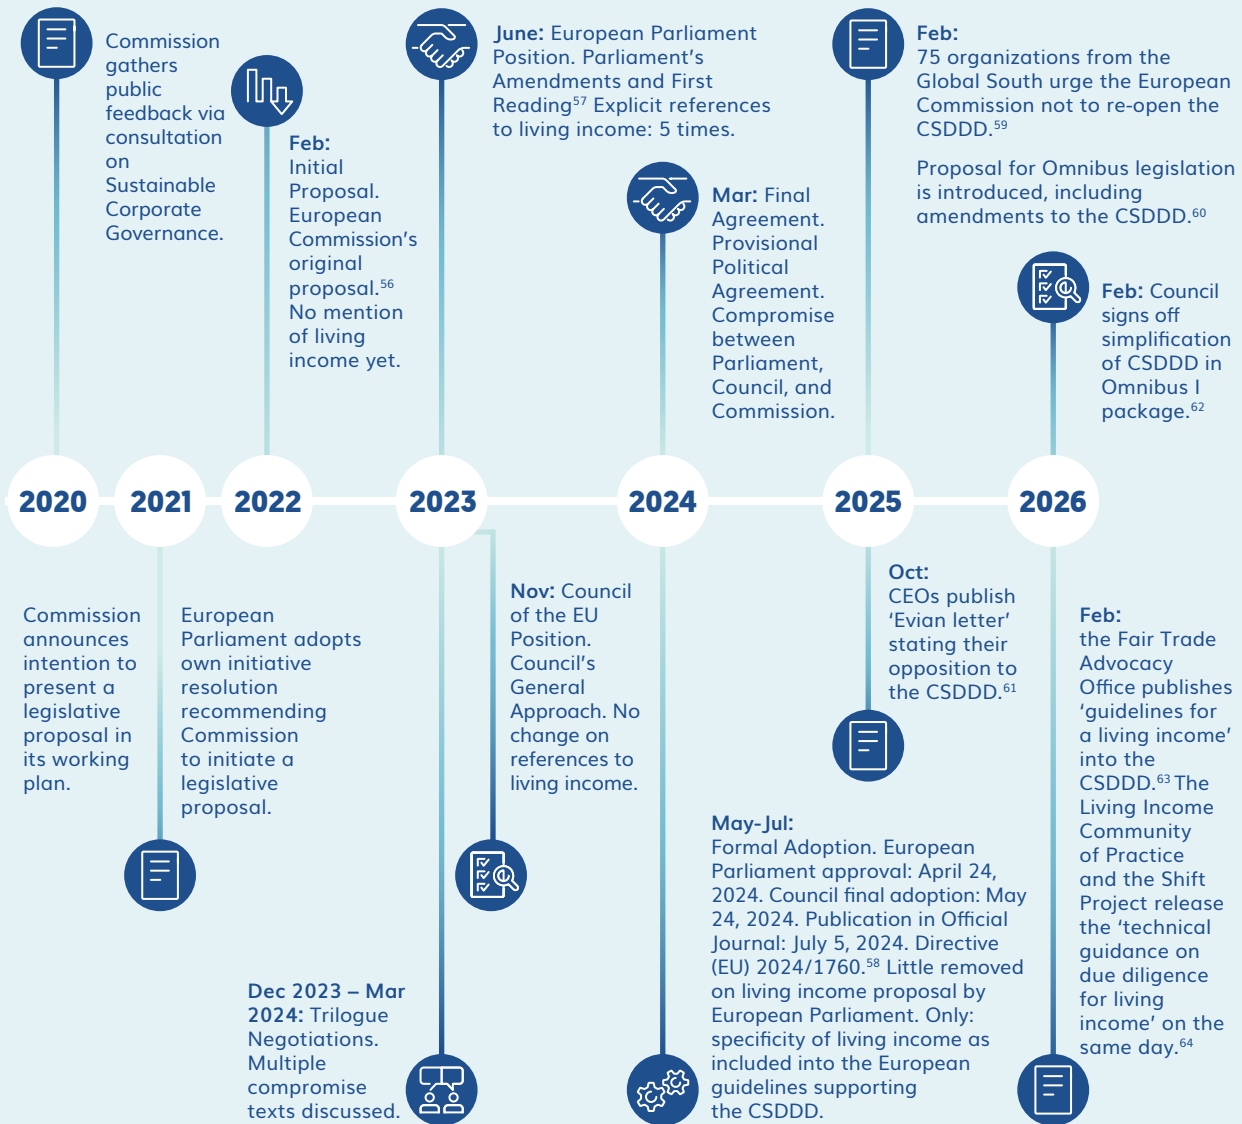 Commission
gathers
public
feedback via
consultation
on
Sustainable
Corporate
Governance.
Feb:
Initial
Proposal.
European
Commission’s
original
proposal.56
No mention
of living
income yet.
June: European Parliament
Position. Parliament’s
Amendments and First
Reading57 Explicit references
to living income: 5 times.
Mar: Final
Agreement.
Provisional
Political
Agreement.
Compromise
between
Parliament,
Council, and
Commission.
Feb:
75 organizations from the
Global South urge the European
Commission not to re-open the
CSDDD.59
Proposal for Omnibus legislation
is introduced, including
amendments to the CSDDD.60
Feb: Council
signs off
simplification
of CSDDD in
Omnibus I
package.62
2020 2021 2022 2023 2024 2025 2026
Commission
announces
intention to
present a
legislative
proposal in
its working
plan.
European
Parliament adopts
own initiative
resolution
recommending
Commission
to initiate a
legislative
proposal.
Dec 2023 – Mar
2024: Trilogue
Negotiations.
Multiple
compromise
texts discussed.
Nov: Council
of the EU
Position.
Council’s
General
Approach. No
change on
references to
living income.
May-Jul:
Formal Adoption. European
Parliament approval: April 24,
2024. Council final adoption: May
24, 2024. Publication in Official
Journal: July 5, 2024. Directive
(EU) 2024/1760.58 Little removed
on living income proposal by
European Parliament. Only:
specificity of living income as
included into the European
guidelines supporting
the CSDDD.
Oct:
CEOs publish
‘Evian letter’
stating their
opposition to
the CSDDD.61
Feb:
the Fair Trade
Advocacy
Office publishes
‘guidelines for
a living income’
into the
CSDDD.63 The
Living Income
Community
of Practice
and the Shift
Project release
the ‘technical
guidance on
due diligence
for living
income’ on the
same day.64